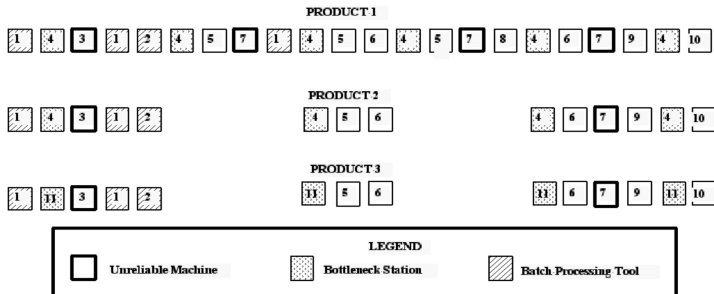 PRODUCT 1
1 4 3 1 2 4 5 7 1 4 5 6 4 5 7 8 4 6 7 9 4 10
PRODUCT 2
1 4 3 1 2 4 5 6 4 6 7 9 4 10
PRODUCT 3
1 11 3 1 2 11 5 6 11 6 7 9 11 10
LEGEND
Unreliable Machine Bottleneck Station Batch Processing Tool